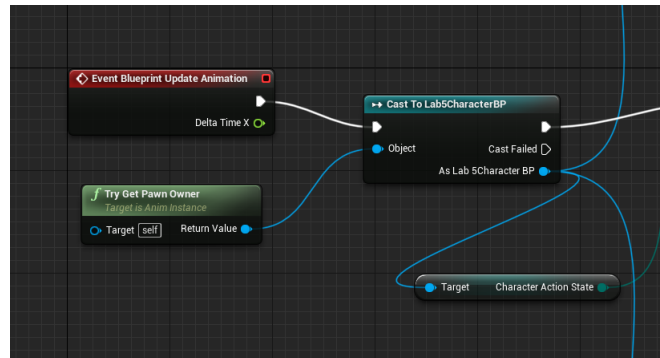 Event Blueprint Update Animation
Delta Time X
Cast To Lab5CharacterBP
Object
Cast Failed
As Lab 5Character BP
f Try Get Pawn Owner
Target is Anim Instance
Target self Return Value
Target Character Action State